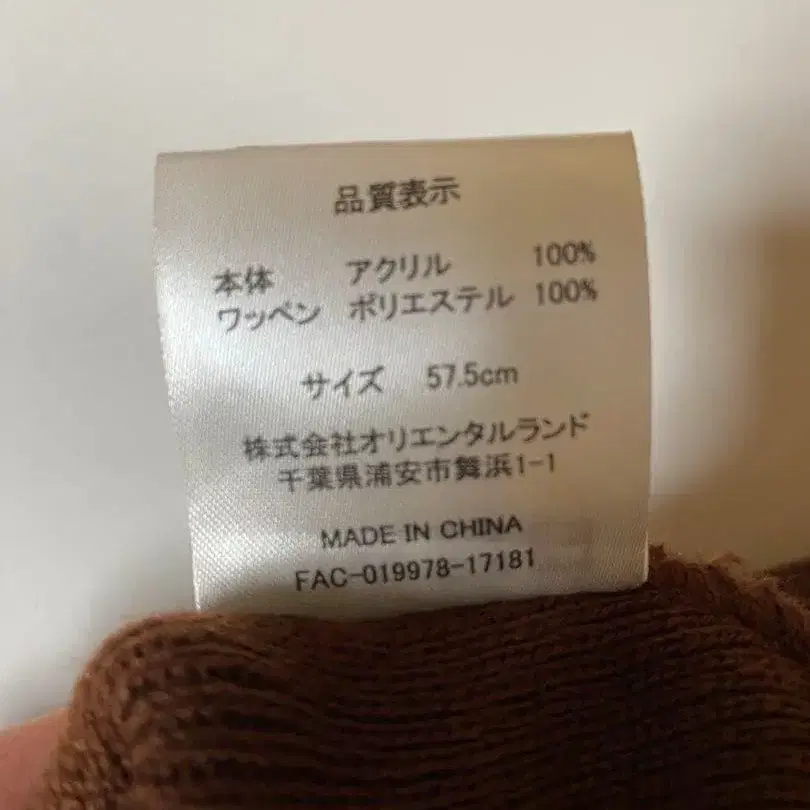 品質表示
本体 アクリル 100%
ワッペン ポリエステル 100%
サイズ 57.5cm
株式会社オリエンタルランド
千葉県浦安市舞浜1-1
MADE IN CHINA
FAC-019978-17181